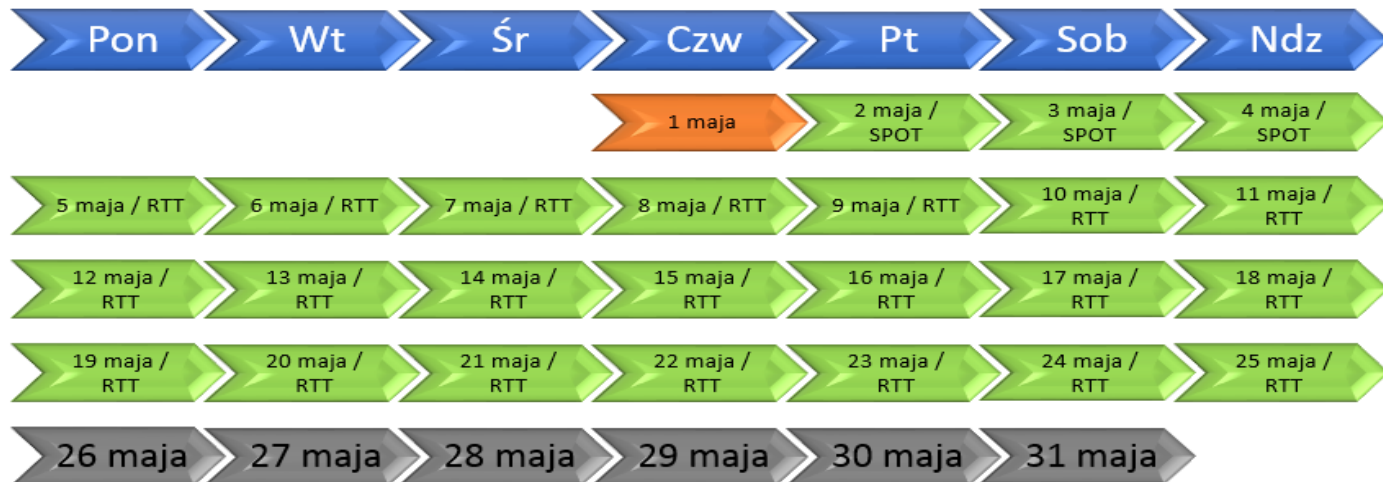 Pon Wt Śr Czw Pt Sob Ndz
1 maja
2 maja /
SPOT
3 maja /
SPOT
4 maja /
SPOT
5 maja / RTT
6 maja / RTT
7 maja / RTT
8 maja / RTT
9 maja / RTT
10 maja /
RTT
11 maja /
RTT
12 maja /
RTT
13 maja /
RTT
14 maja /
RTT
15 maja /
RTT
16 maja /
RTT
17 maja /
RTT
18 maja /
RTT
19 maja /
RTT
20 maja /
RTT
21 maja /
RTT
22 maja /
RTT
23 maja /
RTT
24 maja /
RTT
25 maja /
RTT
26 maja
27 maja
28 maja
29 maja
30 maja
31 maja